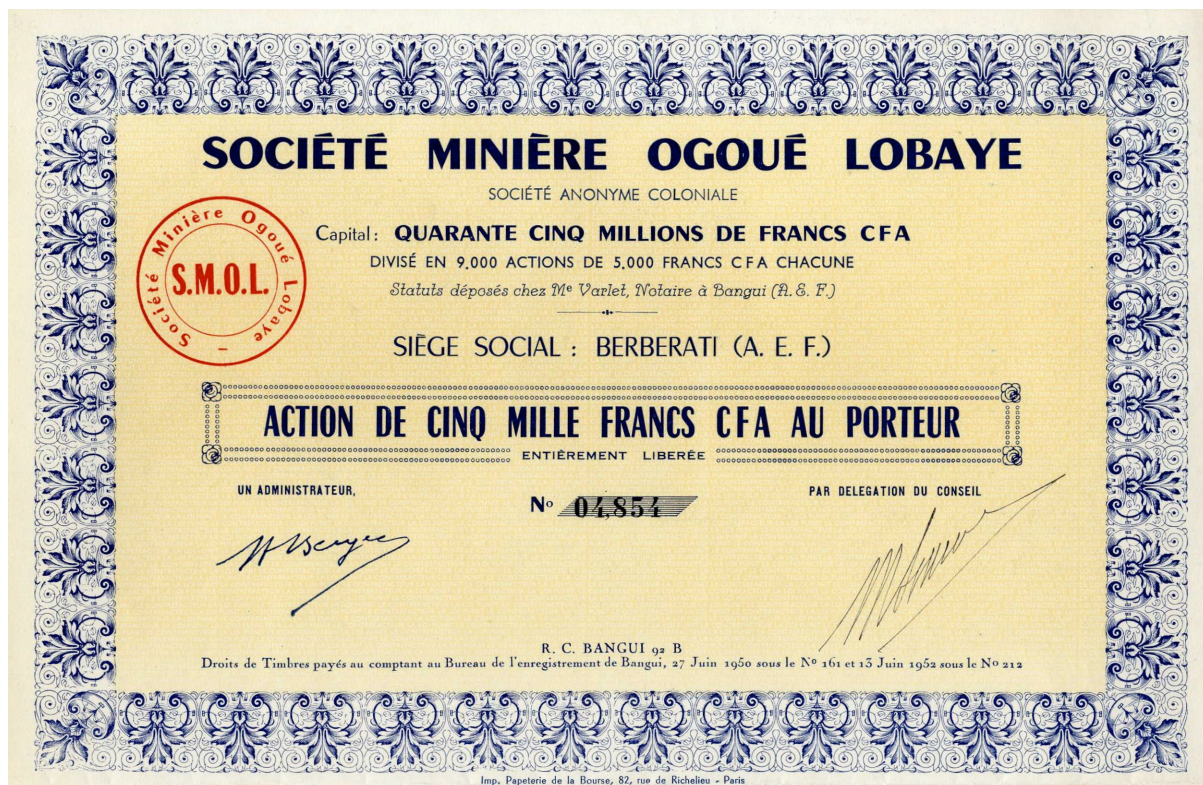 SOCIÉTÉ MINIÈRE OGOUÉ LOBAYE
SOCIÉTÉ ANONYME COLONIALE
Société Minière Ogoué Lobaye –
S.M.O.L.
Capital : QUARANTE CINQ MILLIONS DE FRANCS CFA
DIVISÉ EN 9,000 ACTIONS DE 5,000 FRANCS CFA CHACUNE
Statuts déposés chez Me Varlet, Notaire à Bangui (A. E. F.)
SIÈGE SOCIAL : BERBERATI (A. E. F.)
ACTION DE CINQ MILLE FRANCS CFA AU PORTEUR
ENTIÈREMENT LIBERÉE
UN ADMINISTRATEUR,
No 04,854
PAR DELEGATION DU CONSEIL
R. C. BANGUI 92 B
Droits de Timbres payés au comptant au Bureau de l'enregistrement de Bangui, 27 Juin 1950 sous le No 161 et 13 Juin 1952 sous le No 212
Imp. Papeterie de la Bourse, 82, rue de Richelieu - Paris